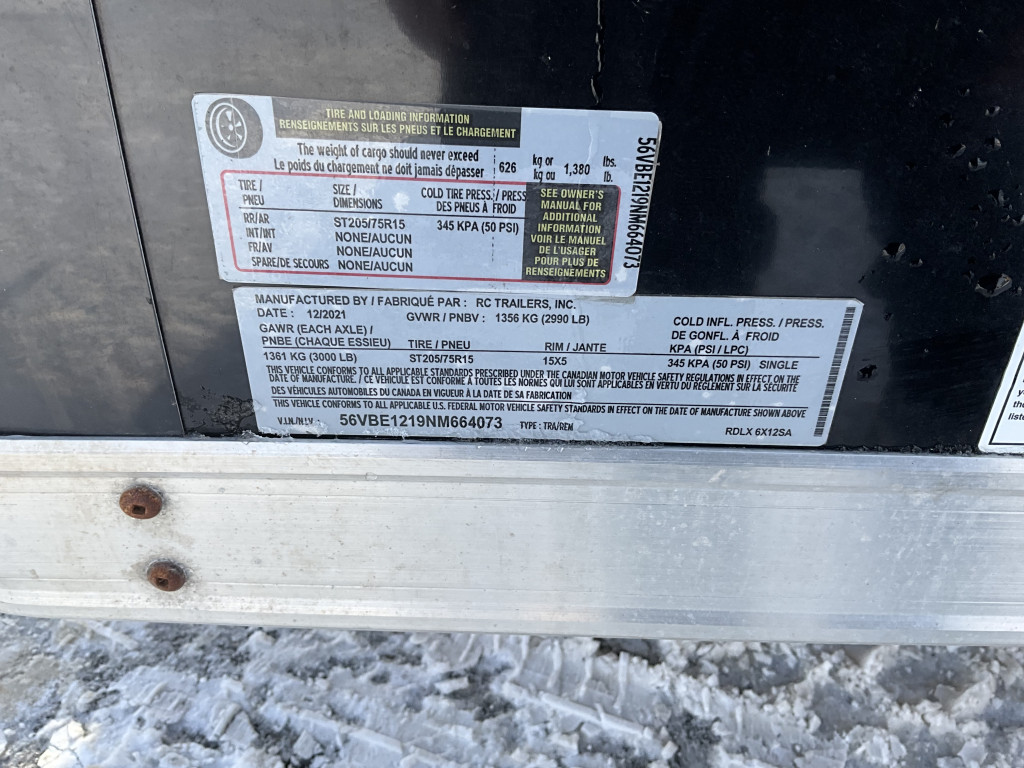 TIRE AND LOADING INFORMATION
RENSEIGNEMENTS SUR LES PNEUS ET LE CHARGEMENT
The weight of cargo should never exceed
Le poids du chargement ne doit jamais dépasser
626 kg or 1,380 lbs.
kg ou lb.
TIRE / SIZE / COLD TIRE PRESS. / PRESS
PNEU DIMENSIONS DES PNEUS À FROID
RR/AR ST205/75R15 345 KPA (50 PSI)
INT/INT NONE/AUCUN
FR/AV NONE/AUCUN
SPARE/DE SECOURS NONE/AUCUN
SEE OWNER'S
MANUAL FOR
ADDITIONAL
INFORMATION
VOIR LE MANUEL
DE L'USAGER
POUR PLUS DE
RENSEIGNEMENTS
56VBE1219NM664073
MANUFACTURED BY / FABRIQUÉ PAR : RC TRAILERS, INC.
DATE : 12/2021 GVWR / PNBV : 1356 KG (2990 LB)
GAWR (EACH AXLE) /
PNBE (CHAQUE ESSIEU) TIRE / PNEU RIM / JANTE
COLD INFL. PRESS. / PRESS.
DE GONFL. À FROID
KPA (PSI / LPC)
1361 KG (3000 LB) ST205/75R15 15X5 345 KPA (50 PSI) SINGLE
THIS VEHICLE CONFORMS TO ALL APPLICABLE STANDARDS PRESCRIBED UNDER THE CANADIAN MOTOR VEHICLE SAFETY REGULATIONS IN EFFECT ON THE
DATE OF MANUFACTURE. / CE VÉHICULE EST CONFORME À TOUTES LES NORMES QUI LUI SONT APPLICABLES EN VERTU DU RÈGLEMENT SUR LA SÉCURITÉ
DES VÉHICULES AUTOMOBILES DU CANADA EN VIGUEUR À LA DATE DE SA FABRICATION
THIS VEHICLE CONFORMS TO ALL APPLICABLE U.S. FEDERAL MOTOR VEHICLE SAFETY STANDARDS IN EFFECT ON THE DATE OF MANUFACTURE SHOWN ABOVE
V.I.N./N.I.V. : 56VBE1219NM664073 TYPE : TRA/REM RDLX 6X12SA